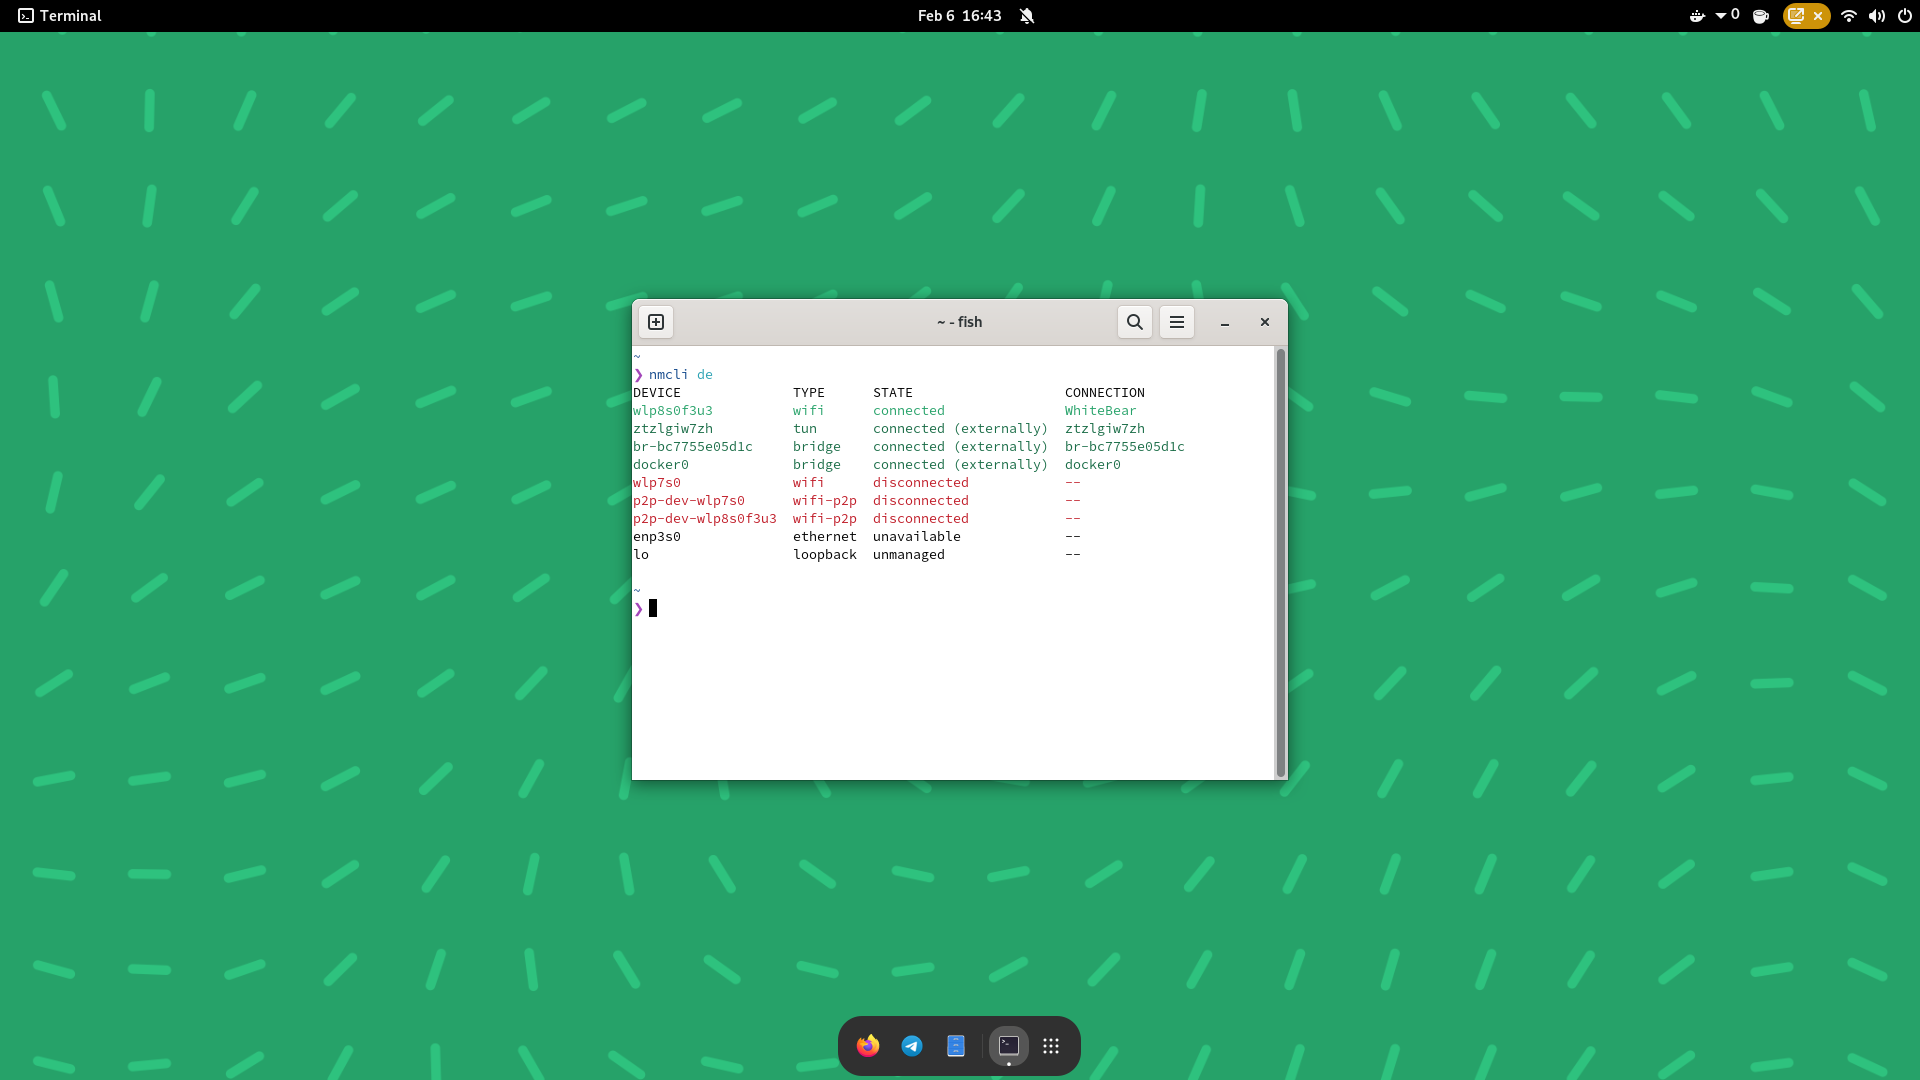 Terminal
Feb 6 16:43
0
~ - fish
~
❯ nmcli de
DEVICE TYPE STATE CONNECTION
wlp8s0f3u3 wifi connected WhiteBear
ztzlgiw7zh tun connected (externally) ztzlgiw7zh
br-bc7755e05d1c bridge connected (externally) br-bc7755e05d1c
docker0 bridge connected (externally) docker0
wlp7s0 wifi disconnected --
p2p-dev-wlp7s0 wifi-p2p disconnected --
p2p-dev-wlp8s0f3u3 wifi-p2p disconnected --
enp3s0 ethernet unavailable --
lo loopback unmanaged --
~
❯